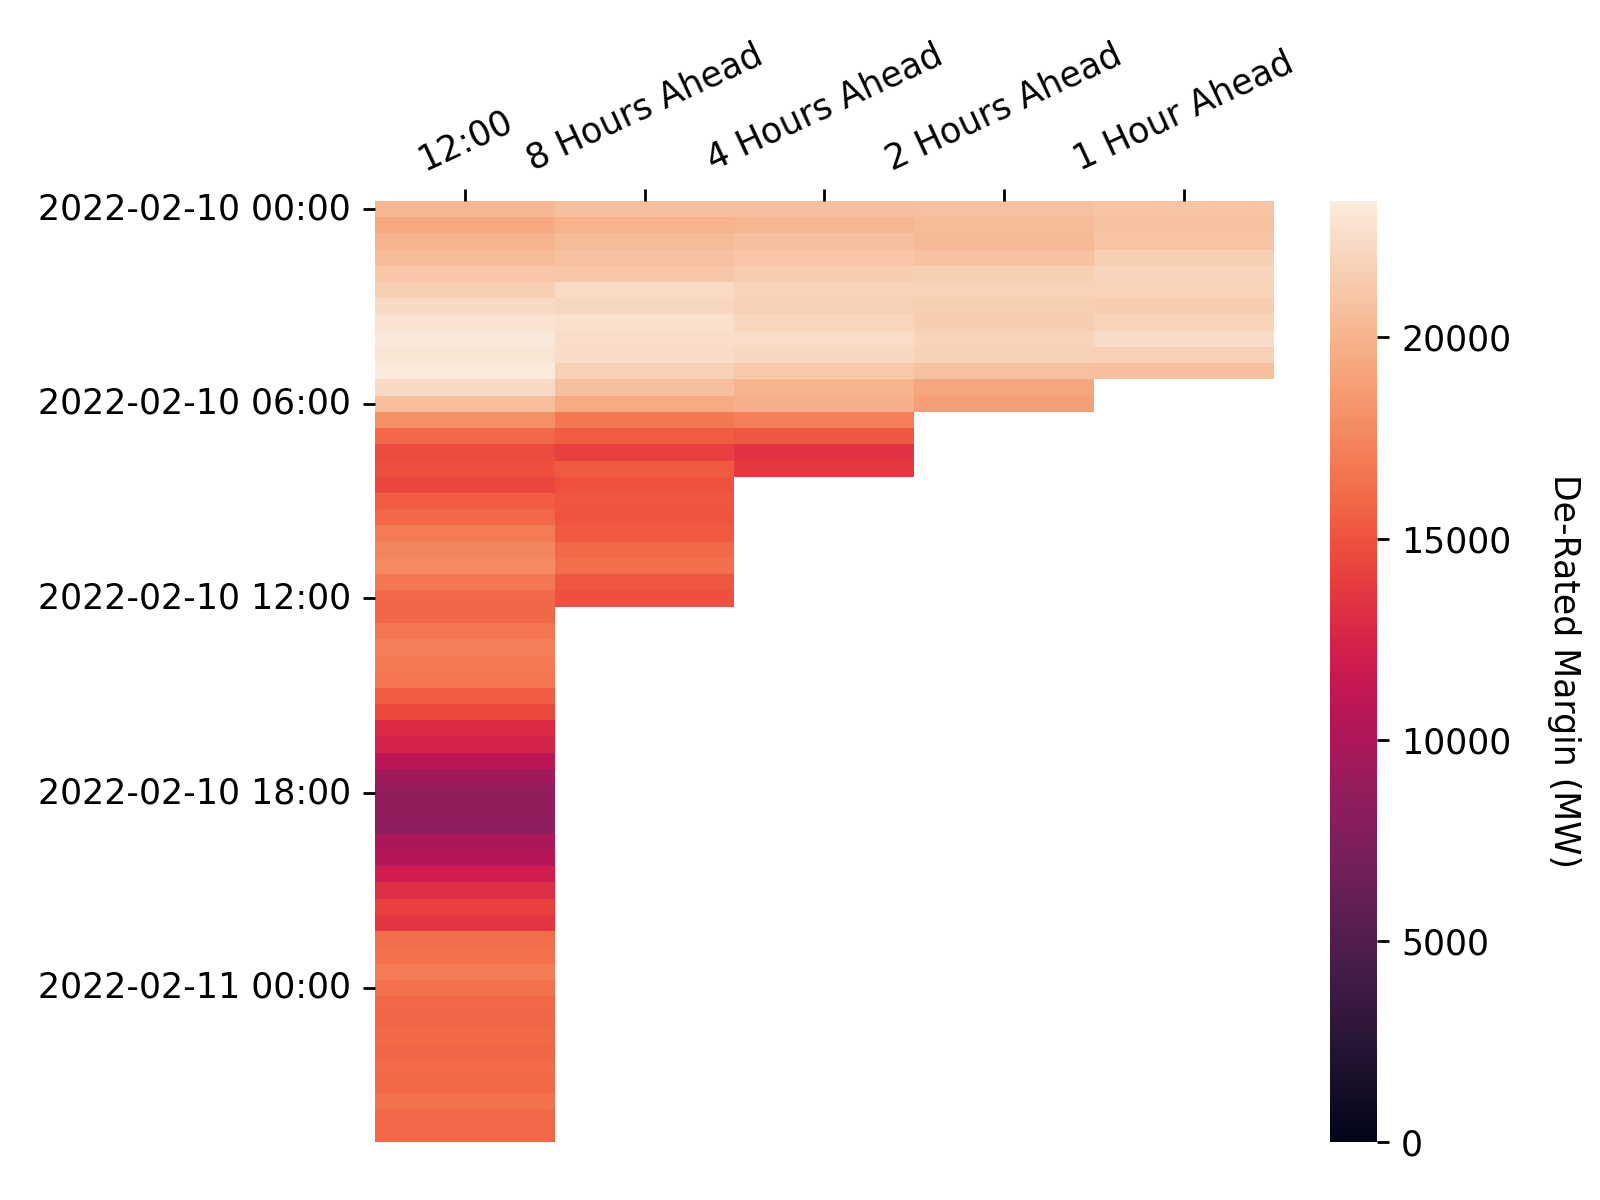 12:00
8 Hours Ahead
4 Hours Ahead
2 Hours Ahead
1 Hour Ahead
2022-02-10 00:00
2022-02-10 06:00
2022-02-10 12:00
2022-02-10 18:00
2022-02-11 00:00
20000
15000
10000
5000
0
De-Rated Margin (MW)